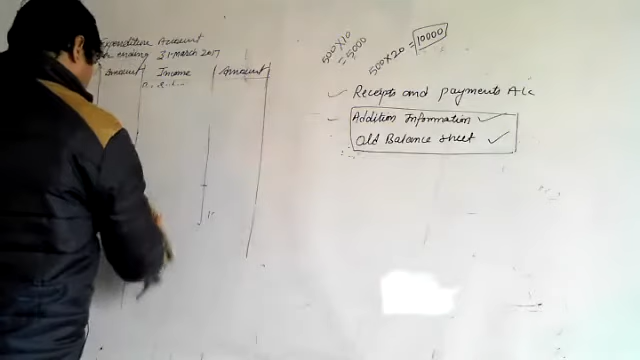 Expenditure Account
ending 31-March 2017
Amount Income Amount
500 X 10
= 5000
500 X 20 = 10000
Receipts and payments A/c
Addition Information
Old Balance sheet